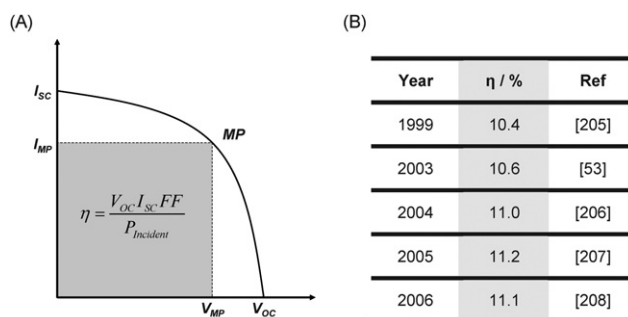 (A)
I_SC
I_MP
MP
η = V_OC I_SC FF / P_Incident
V_MP V_OC
(B)
Year η / % Ref
1999 10.4 [205]
2003 10.6 [53]
2004 11.0 [206]
2005 11.2 [207]
2006 11.1 [208]